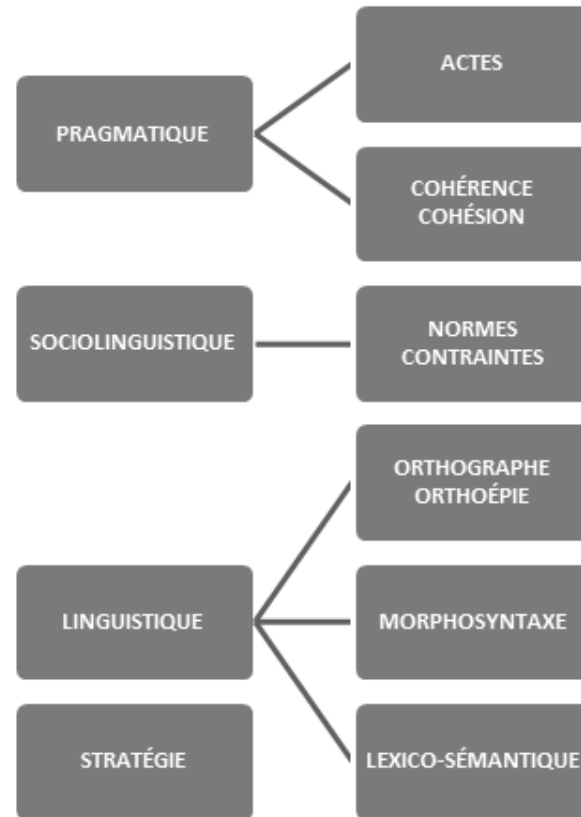 PRAGMATIQUE
ACTES
COHÉRENCE
COHÉSION
SOCIOLINGUISTIQUE
NORMES
CONTRAINTES
LINGUISTIQUE
ORTHOGRAPHE
ORTHOÉPIE
MORPHOSYNTAXE
LEXICO-SÉMANTIQUE
STRATÉGIE